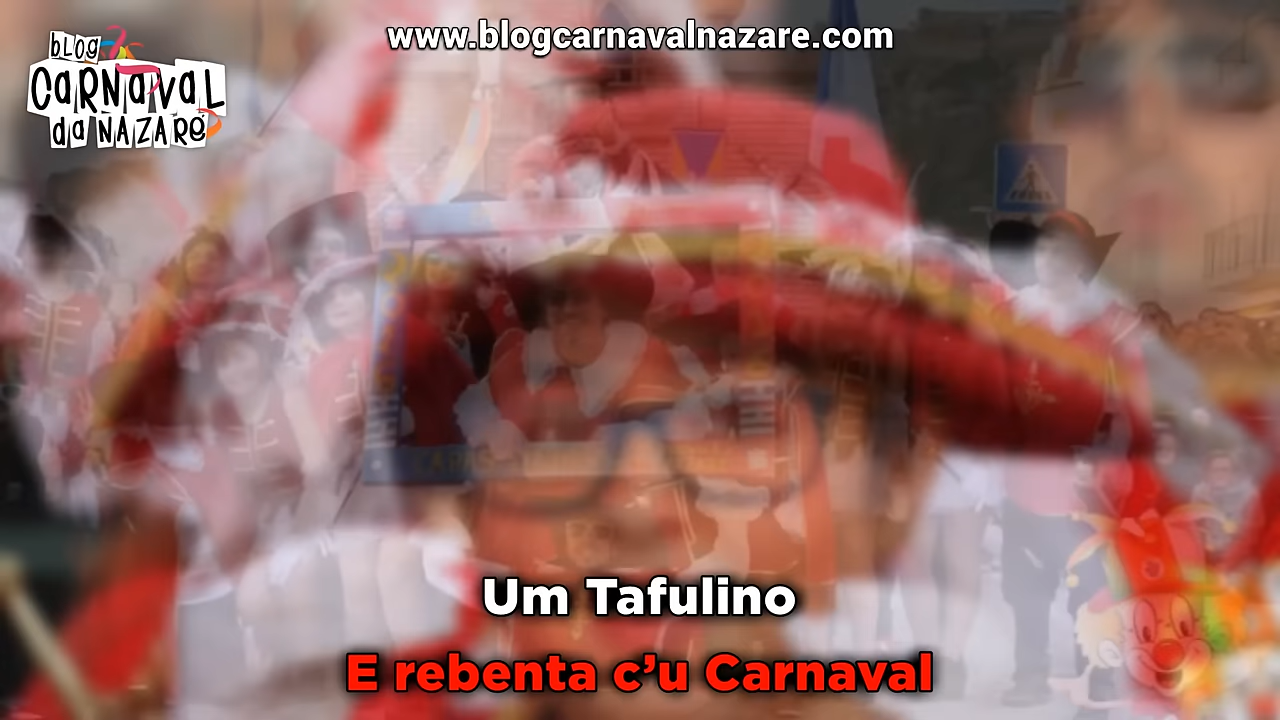 www.blogcarnavalnazare.com
blog
CARNAVAL
da NAZARé
Um Tafulino
E rebenta c’u Carnaval